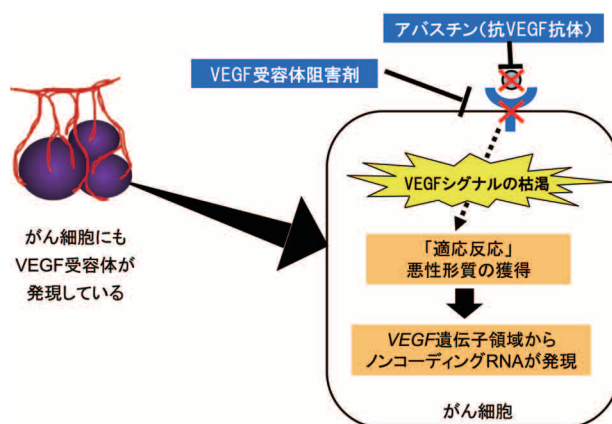 アバスチン(抗VEGF抗体)
VEGF受容体阻害剤
VEGFシグナルの枯渇
がん細胞にも
VEGF受容体が
発現している
「適応反応」
悪性形質の獲得
VEGF遺伝子領域から
ノンコーディングRNAが発現
がん細胞